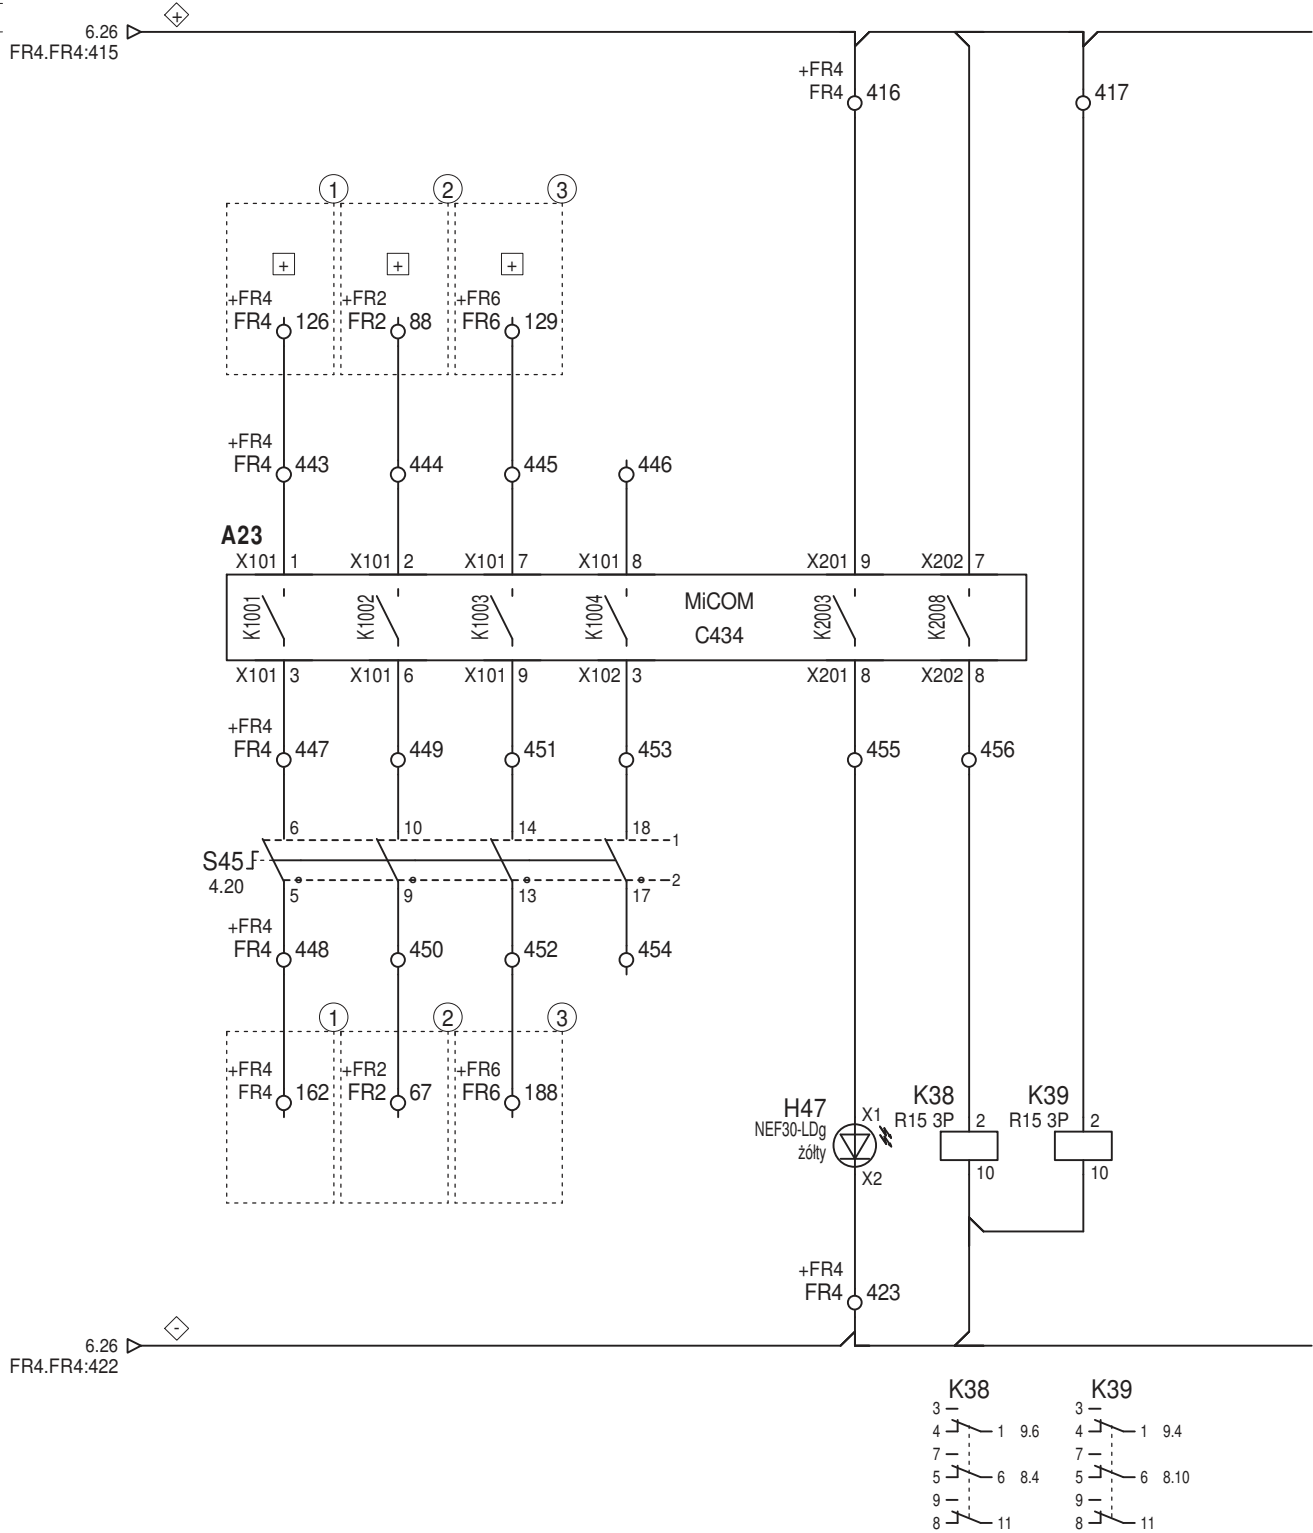 +
6.26
FR4.FR4:415
+FR4
FR4 416
417
1 2 3
+ + +
+FR4 +FR2 +FR6
FR4 126 FR2 88 FR6 129
+FR4
FR4 443 444 445 446
A23
X101 1 X101 2 X101 7 X101 8 X201 9 X202 7
K1001 K1002 K1003 K1004 MiCOM K2003 K2008
C434
X101 3 X101 6 X101 9 X102 3 X201 8 X202 8
+FR4
FR4 447 449 451 453 455 456
6 10 14 18 1
S45
4.20
5 9 13 17 2
+FR4
FR4 448 450 452 454
1 2 3
+FR4 +FR2 +FR6
FR4 162 FR2 67 FR6 188
H47 X1
NEF30-LDg
żółty
X2
K38
R15 3P 2
10
K39
R15 3P 2
10
+FR4
FR4 423
-
6.26
FR4.FR4:422
K38 K39
3 3
4 1 9.6 4 1 9.4
7 7
5 6 8.4 5 6 8.10
9 9
8 11 8 11